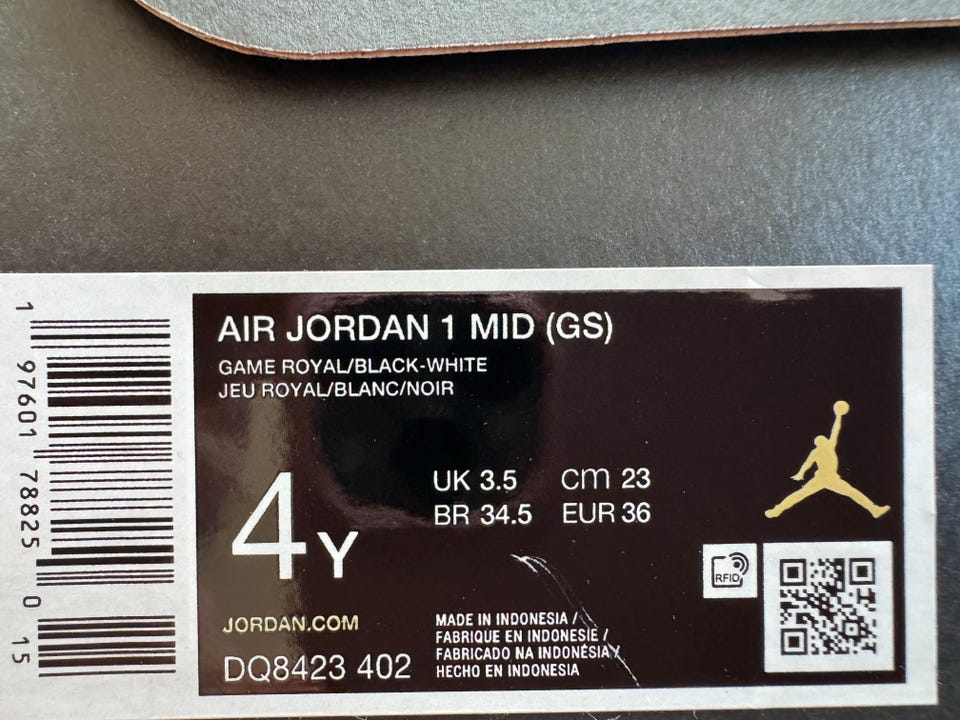 1 97601 78825 0 15
AIR JORDAN 1 MID (GS)
GAME ROYAL/BLACK-WHITE
JEU ROYAL/BLANC/NOIR
4Y
UK 3.5 cm 23
BR 34.5 EUR 36
RFID
JORDAN.COM
DQ8423 402
MADE IN INDONESIA /
FABRIQUE EN INDONESIE /
FABRICADO NA INDONÉSIA /
HECHO EN INDONESIA